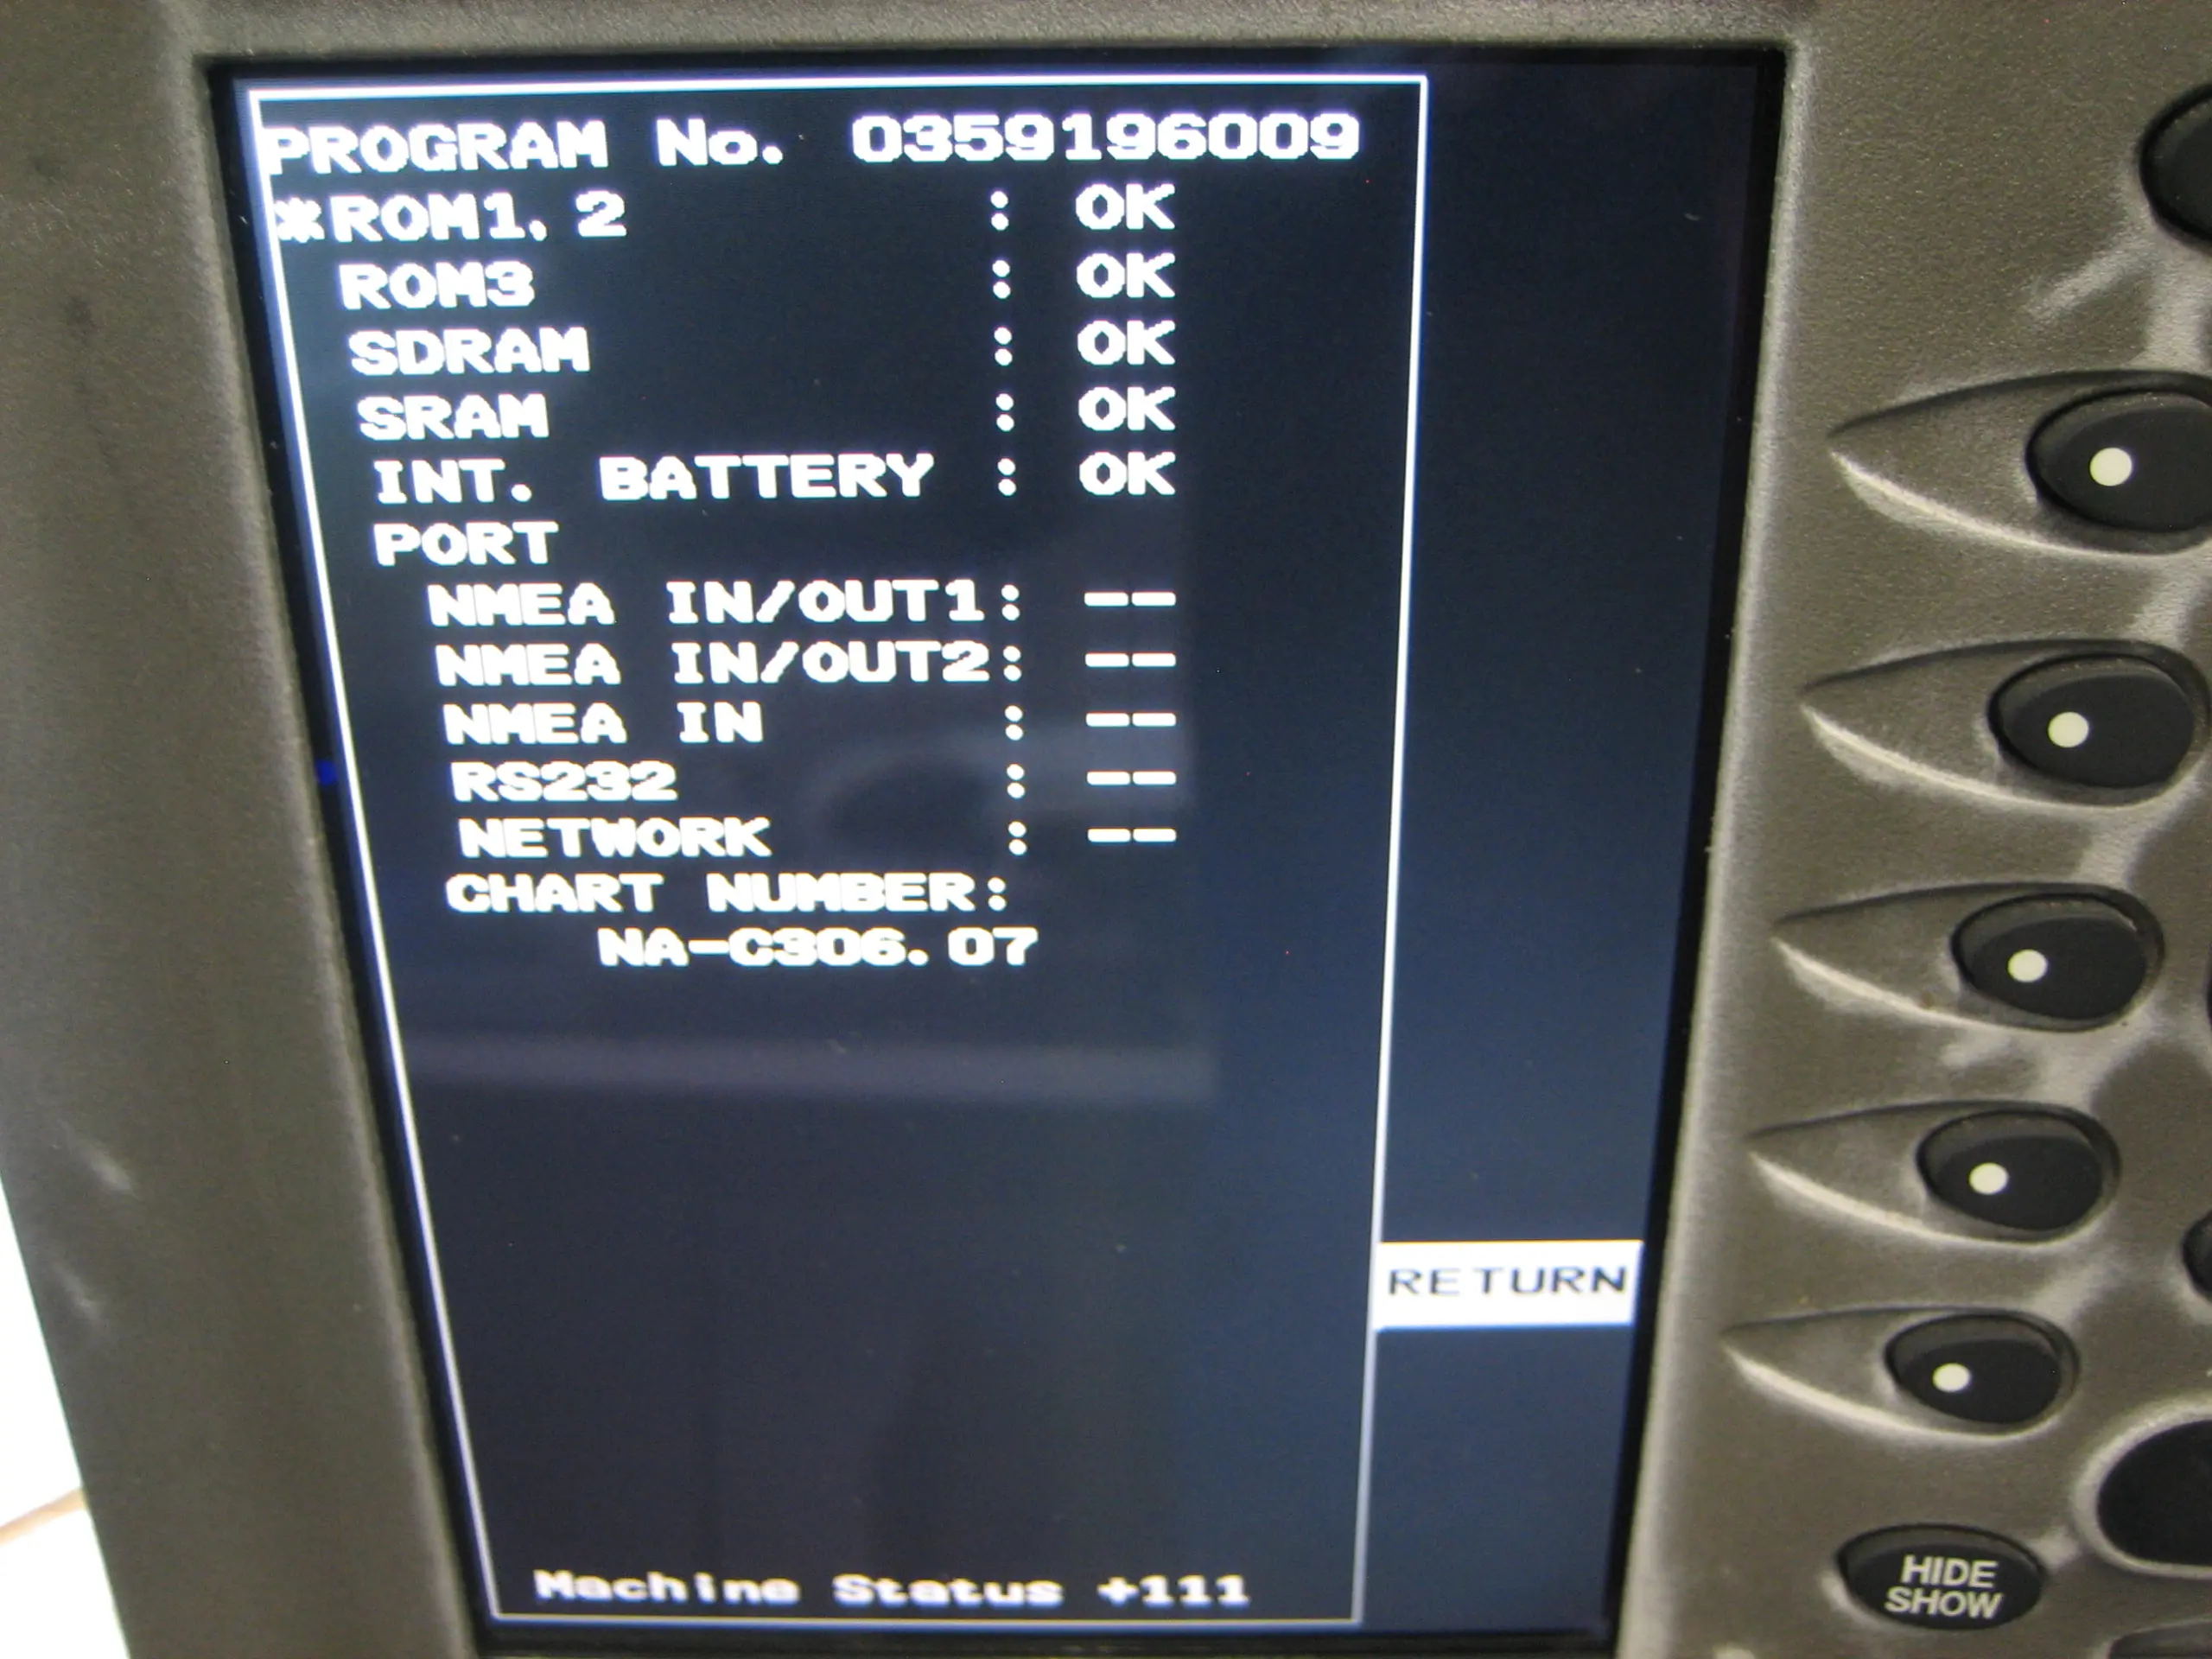 PROGRAM No. 0359196009
*ROM1, 2 : OK
ROM3 : OK
SDRAM : OK
SRAM : OK
INT. BATTERY : OK
PORT
NMEA IN/OUT1: --
NMEA IN/OUT2: --
NMEA IN : --
RS232 : --
NETWORK : --
CHART NUMBER:
NA-C306.07
RETURN
Machine Status +111
HIDE
SHOW